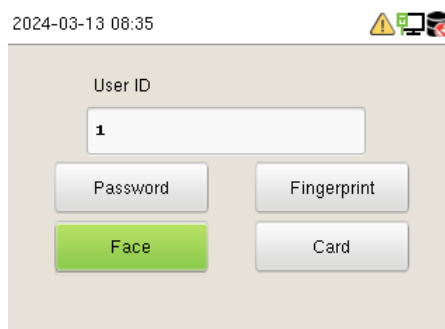 2024-03-13 08:35
User ID
1
Password Fingerprint
Face Card